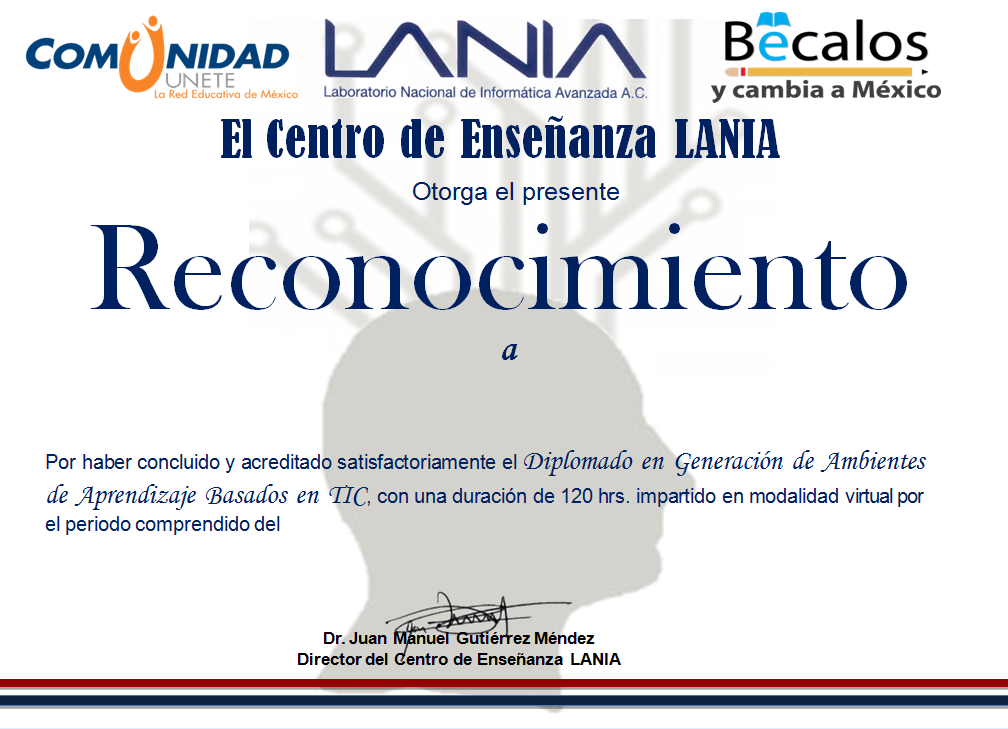 COMUNIDAD
UNETE
La Red Educativa de México
LANIA
Laboratorio Nacional de Informática Avanzada A.C.
Bécalos
y cambia a México
El Centro de Enseñanza LANIA
Otorga el presente
Reconocimiento
a
Por haber concluido y acreditado satisfactoriamente el Diplomado en Generación de Ambientes
de Aprendizaje Basados en TIC, con una duración de 120 hrs. impartido en modalidad virtual por
el periodo comprendido del
Dr. Juan Manuel Gutiérrez Méndez
Director del Centro de Enseñanza LANIA